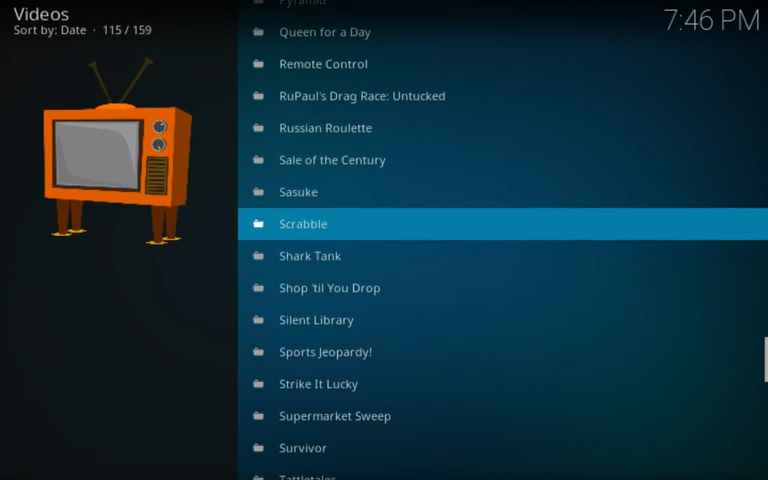 Videos
Sort by: Date · 115 / 159
7:46 PM
Pyramid
Queen for a Day
Remote Control
RuPaul's Drag Race: Untucked
Russian Roulette
Sale of the Century
Sasuke
Scrabble
Shark Tank
Shop 'til You Drop
Silent Library
Sports Jeopardy!
Strike It Lucky
Supermarket Sweep
Survivor
Tattletales